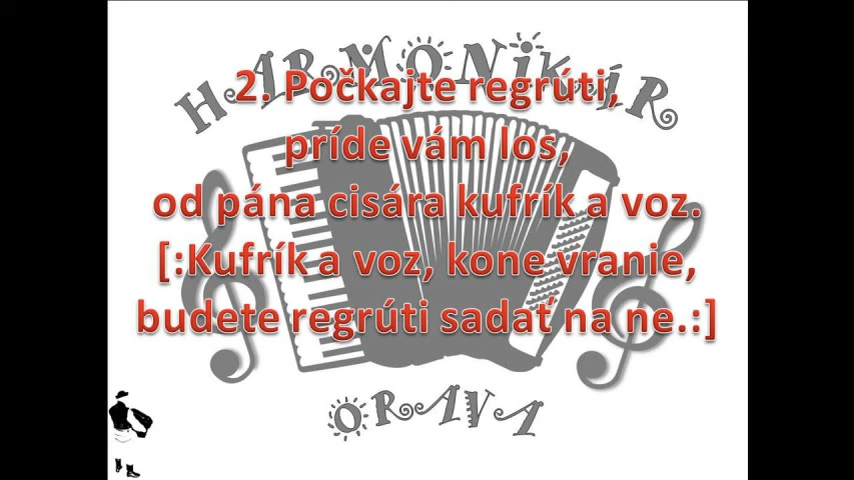 HARMONIKÁR
2. Počkajte regrúti,
príde vám los,
od pána cisára kufrík a voz.
[:Kufrík a voz, kone vranie,
budete regrúti sadať na ne.:]
ORAVA